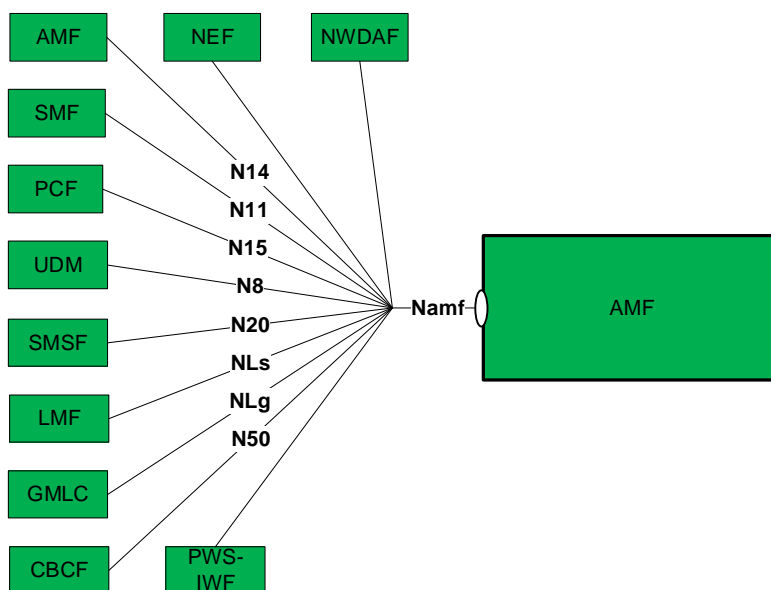 AMF
NEF
NWDAF
SMF
N14
PCF
N11
N15
UDM
N8
Namf
AMF
SMSF
N20
NLs
LMF
NLg
N50
GMLC
CBCF
PWS-
IWF